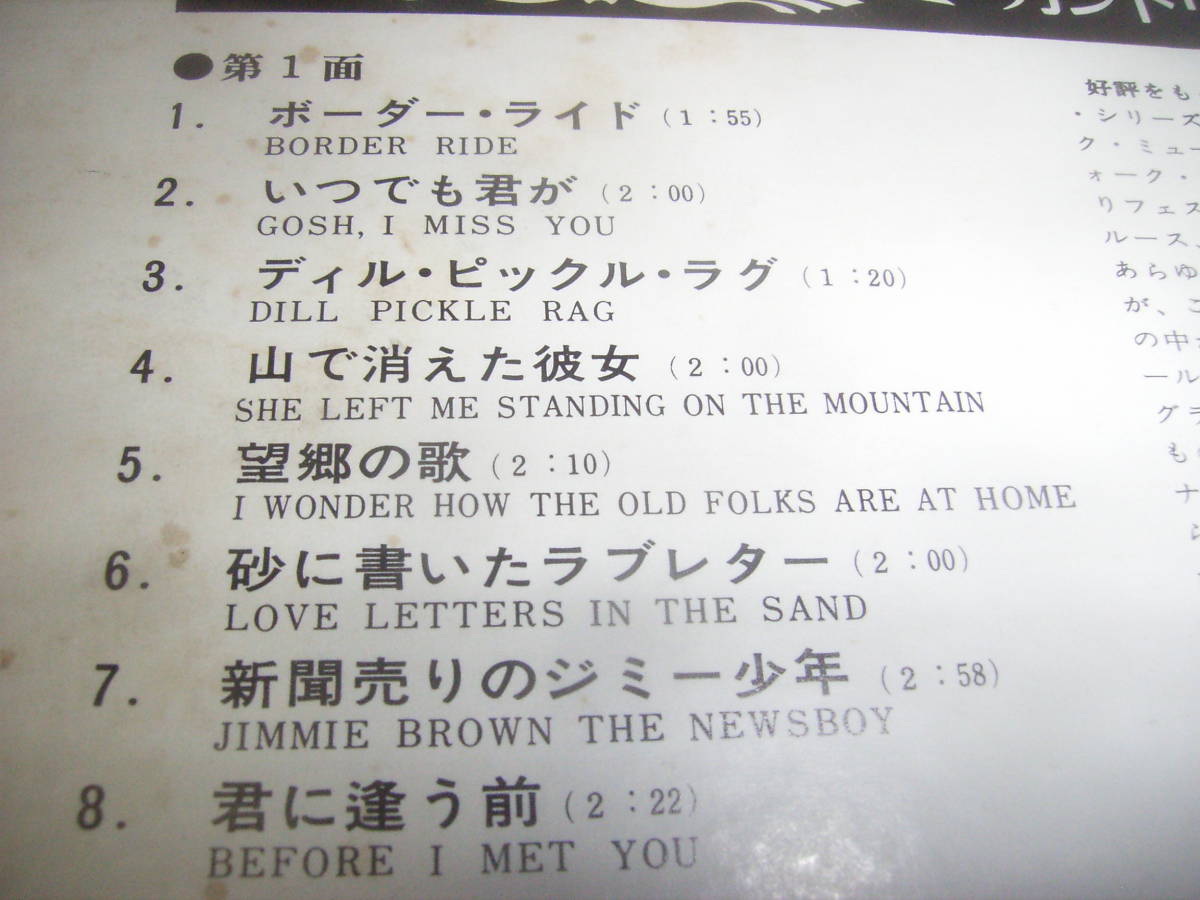 カント
●第1面
1. ボーダー・ライド (1:55)
BORDER RIDE
2. いつでも君が (2:00)
GOSH, I MISS YOU
3. ディル・ピックル・ラグ (1:20)
DILL PICKLE RAG
4. 山で消えた彼女 (2:00)
SHE LEFT ME STANDING ON THE MOUNTAIN
5. 望郷の歌 (2:10)
I WONDER HOW THE OLD FOLKS ARE AT HOME
6. 砂に書いたラブレター (2:00)
LOVE LETTERS IN THE SAND
7. 新聞売りのジミー少年 (2:58)
JIMMIE BROWN THE NEWSBOY
8. 君に逢う前 (2:22)
BEFORE I MET YOU
好評をも
・シリーズ
ク・ミュー
ォーク・
りフェス
ルース
あらゆ
が、こ
の中
ール
グラ
も
ナ